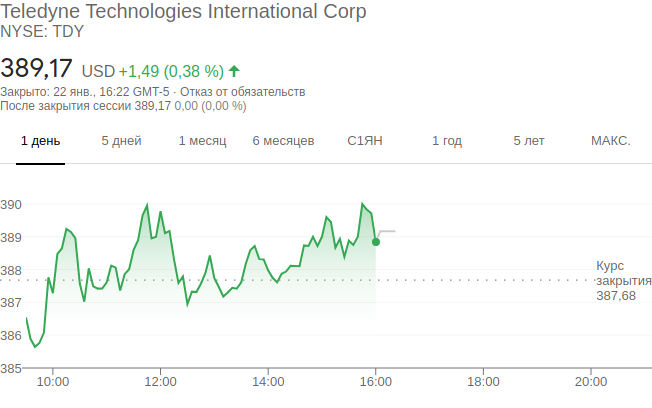 Teledyne Technologies International Corp
NYSE: TDY
389,17 USD +1,49 (0,38 %)
Закрыто: 22 янв., 16:22 GMT-5 · Отказ от обязательств
После закрытия сессии 389,17 0,00 (0,00 %)
1 день 5 дней 1 месяц 6 месяцев С1ЯН 1 год 5 лет МАКС.
390
389
388
387
386
385
Курс
закрытия
387,68
10:00 12:00 14:00 16:00 18:00 20:00